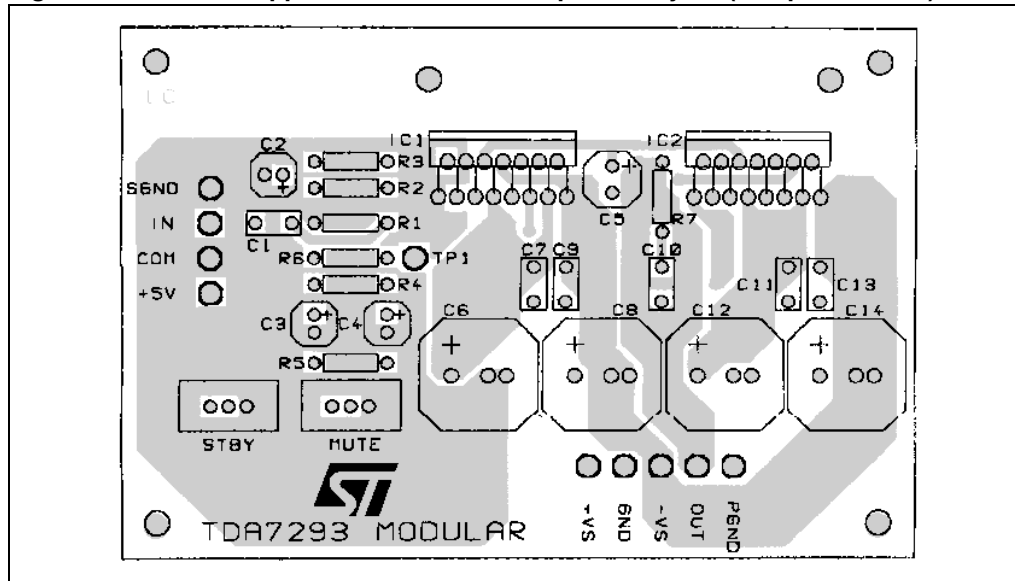 IC1
IC2
C2
R3
R2
SGND
IN
R1
C5
R7
C1
COM
R6
TP1
C7
C9
C10
+5V
R4
C11
C13
C3
C4
C6
C8
C12
C14
R5
STBY
MUTE
ST
TDA7293 MODULAR
+VS
GND
-VS
OUT
PGND